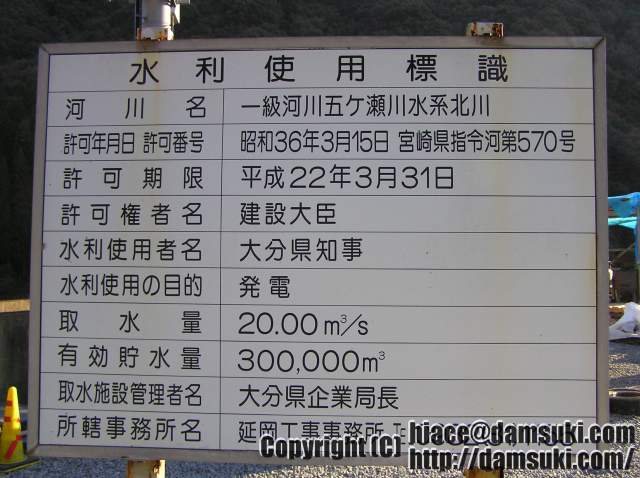 水利使用標識
河川名 一級河川五ケ瀬川水系北川
許可年月日 許可番号 昭和36年3月15日 宮崎県指令河第570号
許可期限 平成22年3月31日
許可権者名 建設大臣
水利使用者名 大分県知事
水利使用の目的 発電
取水量 20.00m³/s
有効貯水量 300,000m³
取水施設管理者名 大分県企業局長
所轄事務所名 延岡工事事務所
Copyright (C) hiace@damsuki.com
http://damsuki.com/